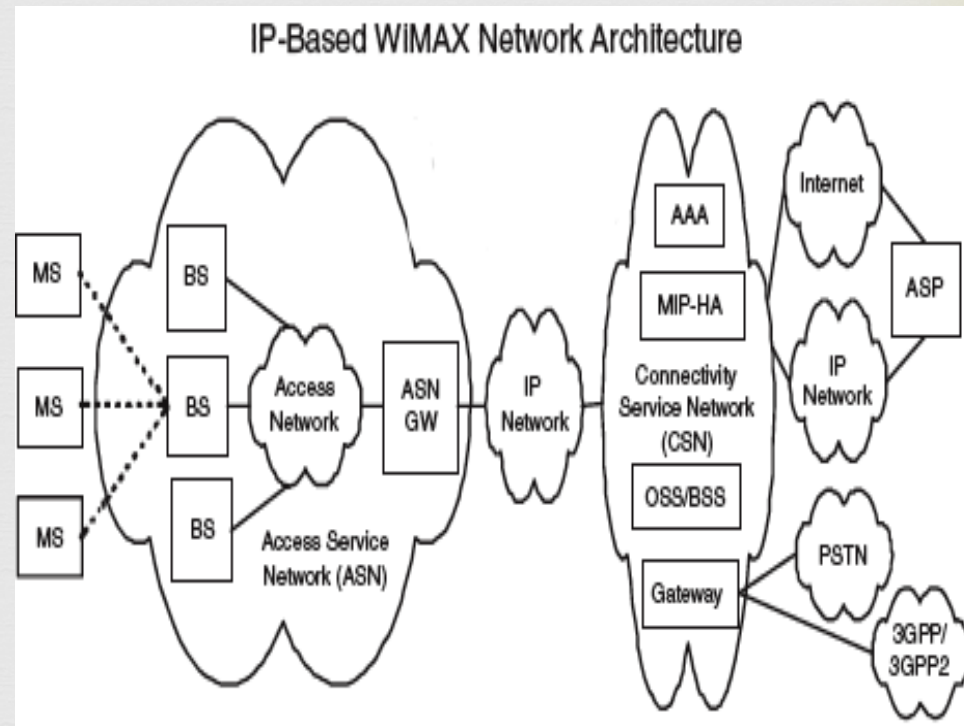 IP-Based WiMAX Network Architecture
MS
MS
MS
BS
BS
BS
Access
Network
ASN
GW
Access Service
Network (ASN)
IP
Network
AAA
MIP-HA
Connectivity
Service Network
(CSN)
OSS/BSS
Gateway
Internet
IP
Network
ASP
PSTN
3GPP/
3GPP2